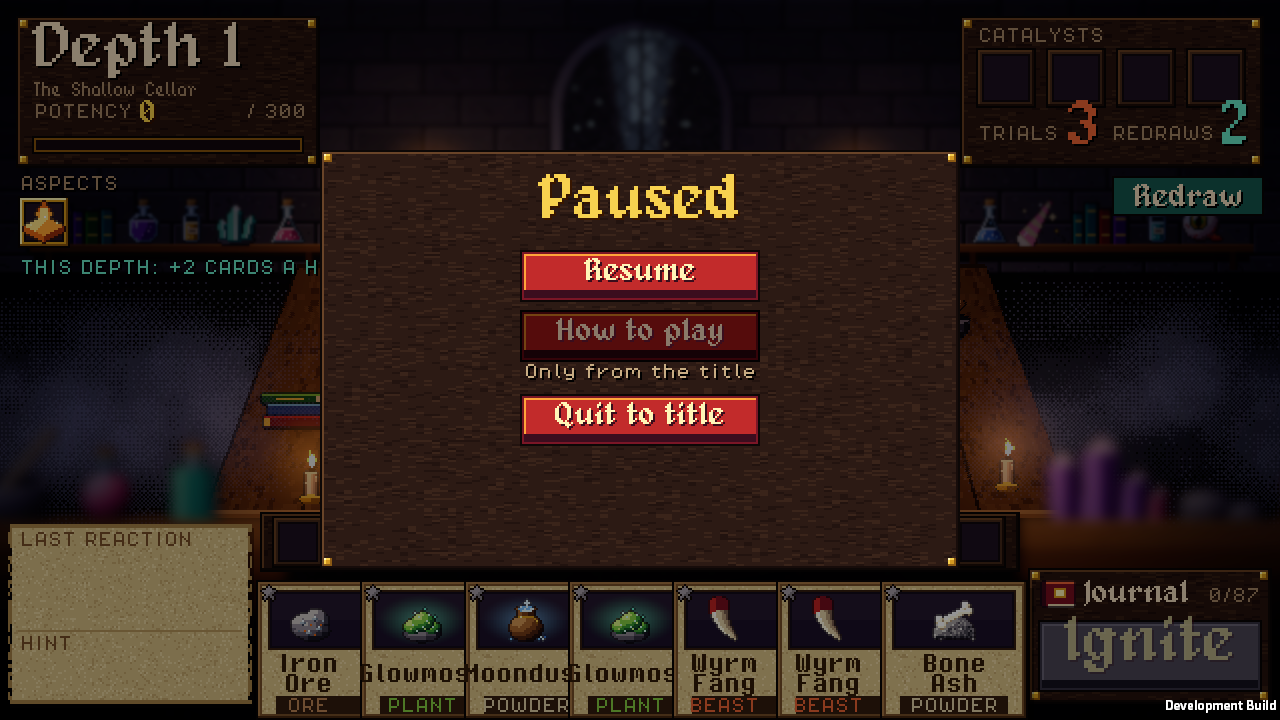 Depth 1
The Shallow Cellar
POTENCY 0 / 300
ASPECTS
THIS DEPTH: +2 CARDS A H
CATALYSTS
TRIALS 3 REDRAWS 2
Redraw
Paused
Resume
How to play
Only from the title
Quit to title
LAST REACTION
HINT
Iron
Ore
ORE
Glowmos
PLANT
Moondus
POWDER
Glowmos
PLANT
Wyrm
Fang
BEAST
Wyrm
Fang
BEAST
Bone
Ash
POWDER
Journal 0/87
Ignite
Development Build